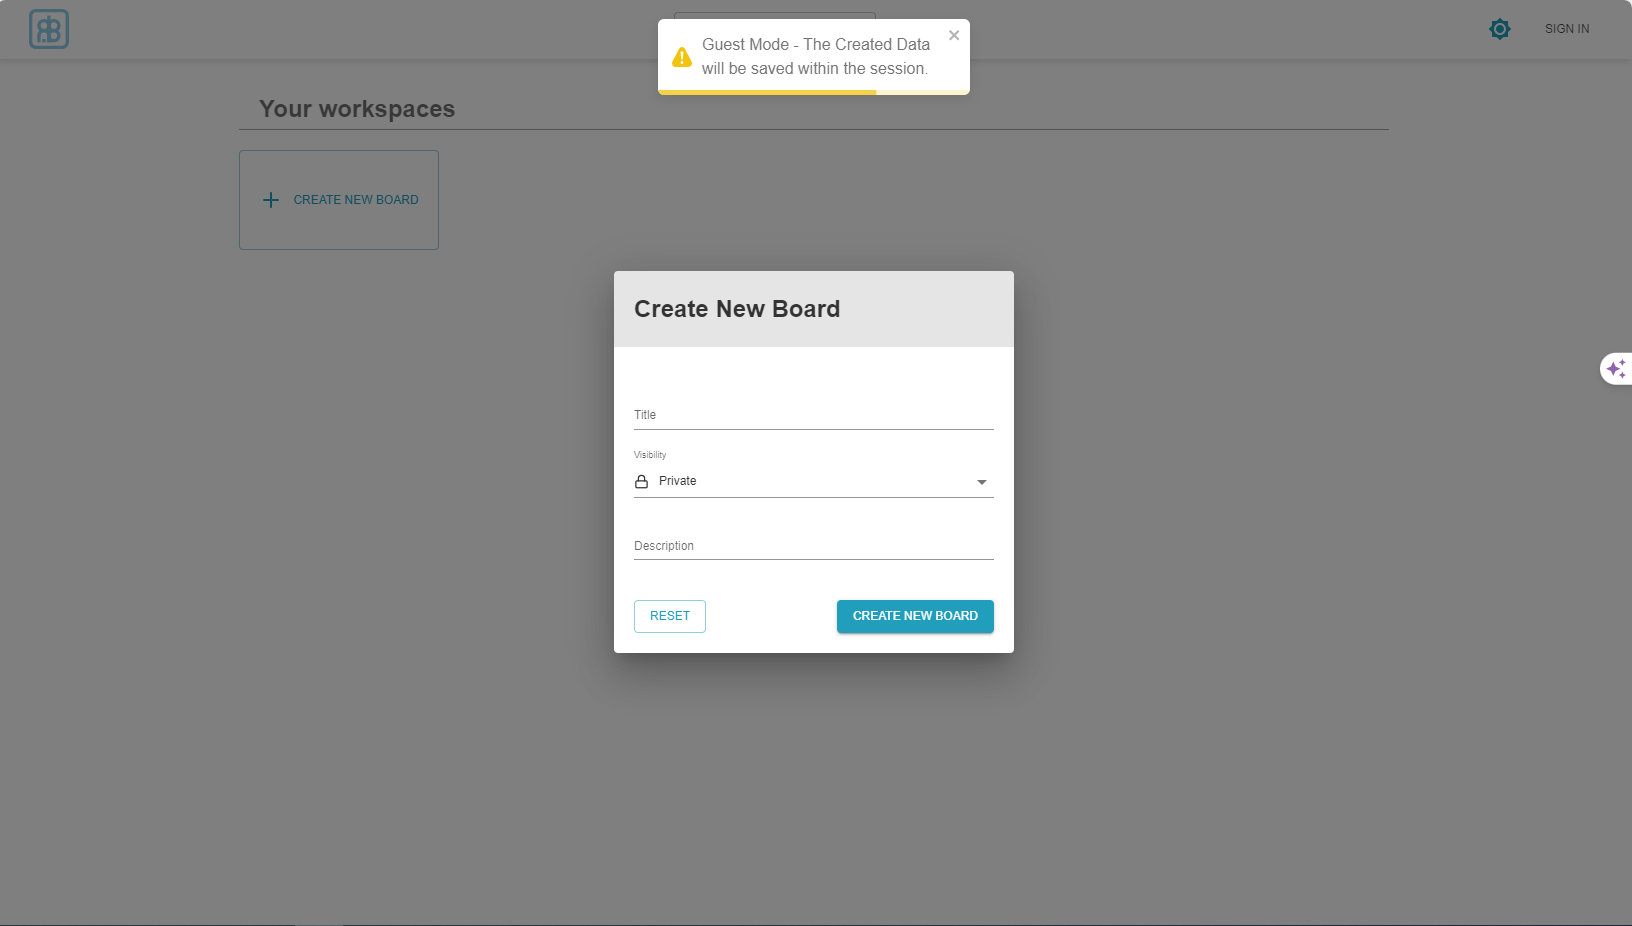 SIGN IN
Guest Mode - The Created Data
will be saved within the session.
Your workspaces
CREATE NEW BOARD
Create New Board
Title
Visibility
Private
Description
RESET
CREATE NEW BOARD